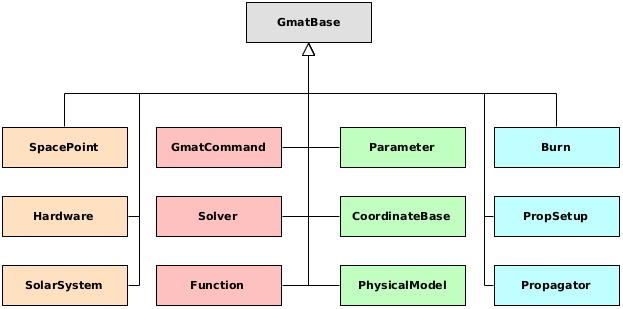 GmatBase
SpacePoint
GmatCommand
Parameter
Burn
Hardware
Solver
CoordinateBase
PropSetup
SolarSystem
Function
PhysicalModel
Propagator